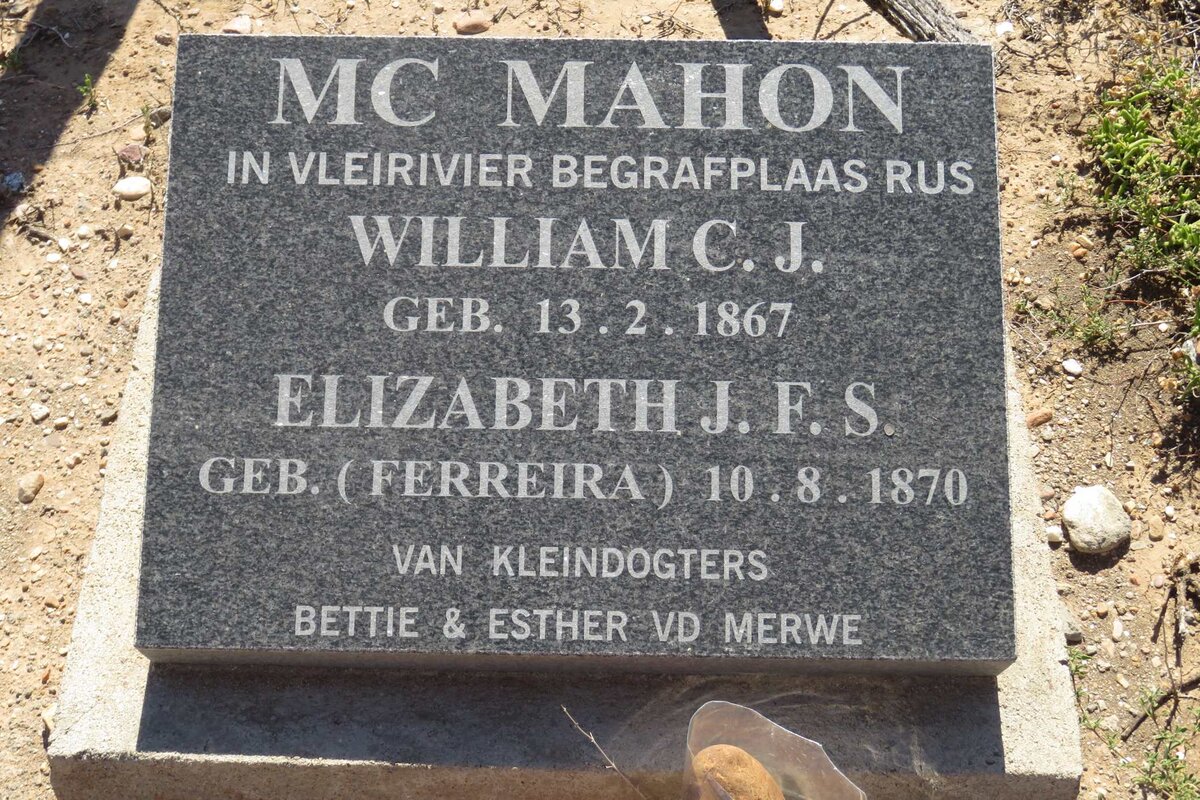 MC MAHON
IN VLEIRIVIER BEGRAFPLAAS RUS
WILLIAM C. J.
GEB. 13 . 2 . 1867
ELIZABETH J. F. S.
GEB. ( FERREIRA ) 10 . 8 . 1870
VAN KLEINDOGTERS
BETTIE & ESTHER VD MERWE